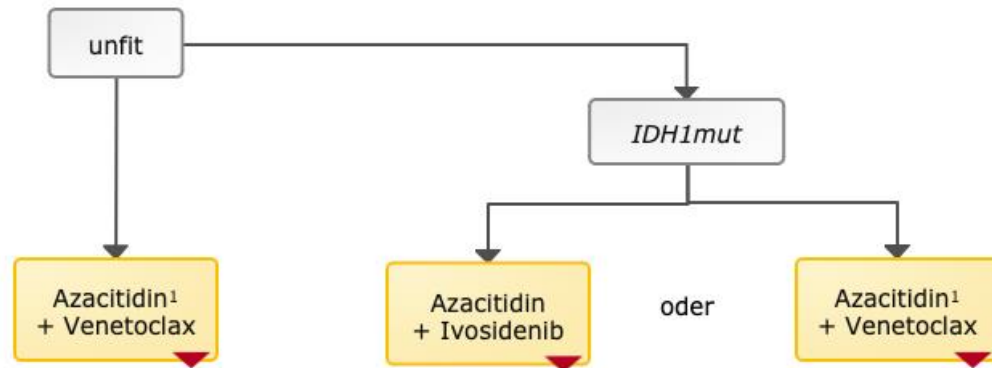 unfit
IDH1mut
Azacitidin¹
+ Venetoclax
Azacitidin
+ Ivosidenib
oder
Azacitidin¹
+ Venetoclax